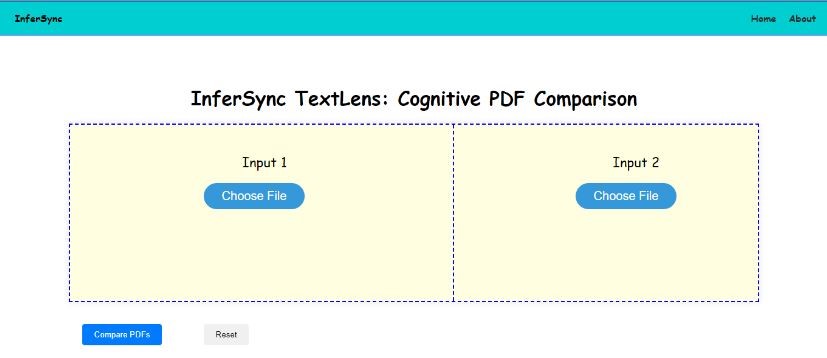 InferSync Home About
InferSync TextLens: Cognitive PDF Comparison
Input 1 Input 2
Choose File Choose File
Compare PDFs Reset